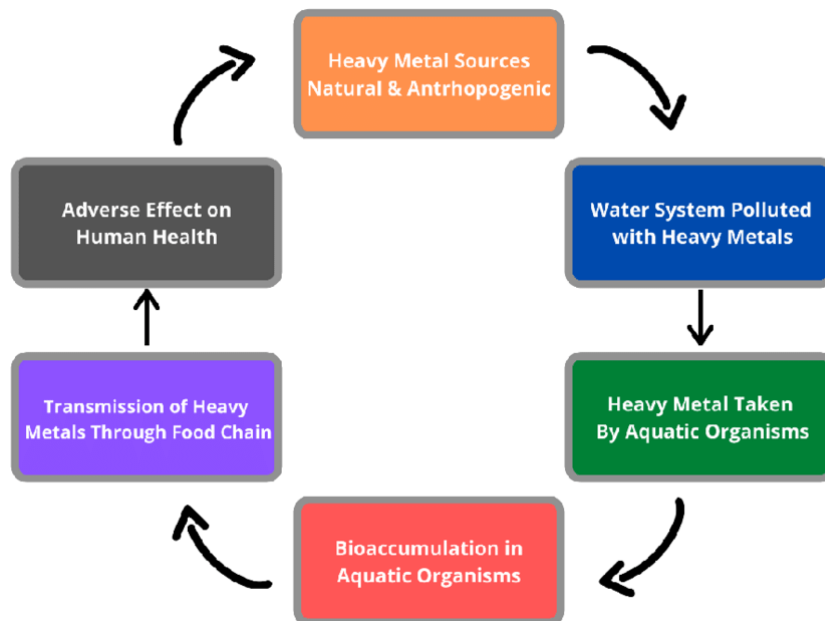 Heavy Metal Sources
Natural & Antrhopogenic
Water System Polluted
with Heavy Metals
Heavy Metal Taken
By Aquatic Organisms
Bioaccumulation in
Aquatic Organisms
Transmission of Heavy
Metals Through Food Chain
Adverse Effect on
Human Health